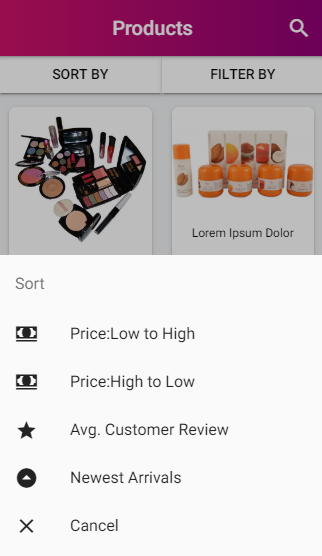 Products
SORT BY
FILTER BY
Lorem Ipsum Dolor
Sort
Price:Low to High
Price:High to Low
Avg. Customer Review
Newest Arrivals
Cancel